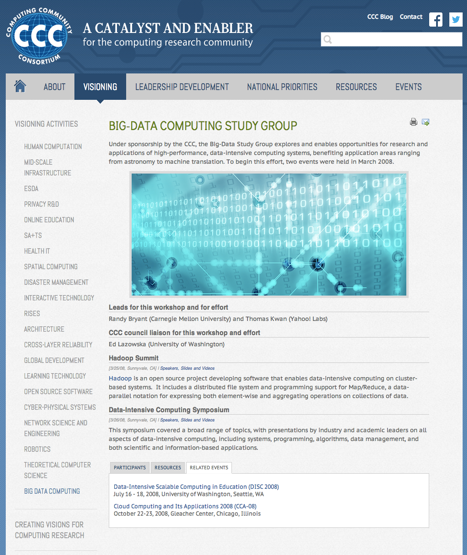 COMPUTING COMMUNITY
CCC
CONSORTIUM
A CATALYST AND ENABLER
for the computing research community
CCC Blog Contact
ABOUT VISIONING LEADERSHIP DEVELOPMENT NATIONAL PRIORITIES RESOURCES EVENTS
VISIONING ACTIVITIES
HUMAN COMPUTATION
MID-SCALE
INFRASTRUCTURE
ESDA
PRIVACY R&D
ONLINE EDUCATION
SA+TS
HEALTH IT
SPATIAL COMPUTING
DISASTER MANAGEMENT
INTERACTIVE TECHNOLOGY
RISES
ARCHITECTURE
CROSS-LAYER RELIABILITY
GLOBAL DEVELOPMENT
LEARNING TECHNOLOGY
OPEN SOURCE SOFTWARE
CYBER-PHYSICAL SYSTEMS
NETWORK SCIENCE AND
ENGINEERING
ROBOTICS
THEORETICAL COMPUTER
SCIENCE
BIG DATA COMPUTING
CREATING VISIONS FOR
COMPUTING RESEARCH
BIG-DATA COMPUTING STUDY GROUP
Under sponsorship by the CCC, the Big-Data Study Group explores and enables opportunities for research and
applications of high-performance, data-intensive computing systems, benefiting application areas ranging
from astronomy to machine translation. To begin this effort, two events were held in March 2008.
Leads for this workshop and for effort
Randy Bryant (Carnegie Mellon University) and Thomas Kwan (Yahoo! Labs)
CCC council liaison for this workshop and effort
Ed Lazowska (University of Washington)
Hadoop Summit
[3/25/08, Sunnyvale, CA] / Speakers, Slides and Videos
Hadoop is an open source project developing software that enables data-intensive computing on cluster-
based systems. It includes a distributed file system and programming support for Map/Reduce, a data-
parallel notation for expressing both element-wise and aggregating operations on collections of data.
Data-Intensive Computing Symposium
[3/26/08, Sunnyvale, CA] / Speakers, Slides and Videos
This symposium covered a broad range of topics, with presentations by industry and academic leaders on all
aspects of data-intensive computing, including systems, programming, algorithms, data management, and
both scientific and information-based applications.
PARTICIPANTS RESOURCES RELATED EVENTS
Data-Intensive Scalable Computing in Education (DISC 2008)
July 16 - 18, 2008, University of Washington, Seattle, WA
Cloud Computing and Its Applications 2008 (CCA-08)
October 22-23, 2008, Gleacher Center, Chicago, Illinois